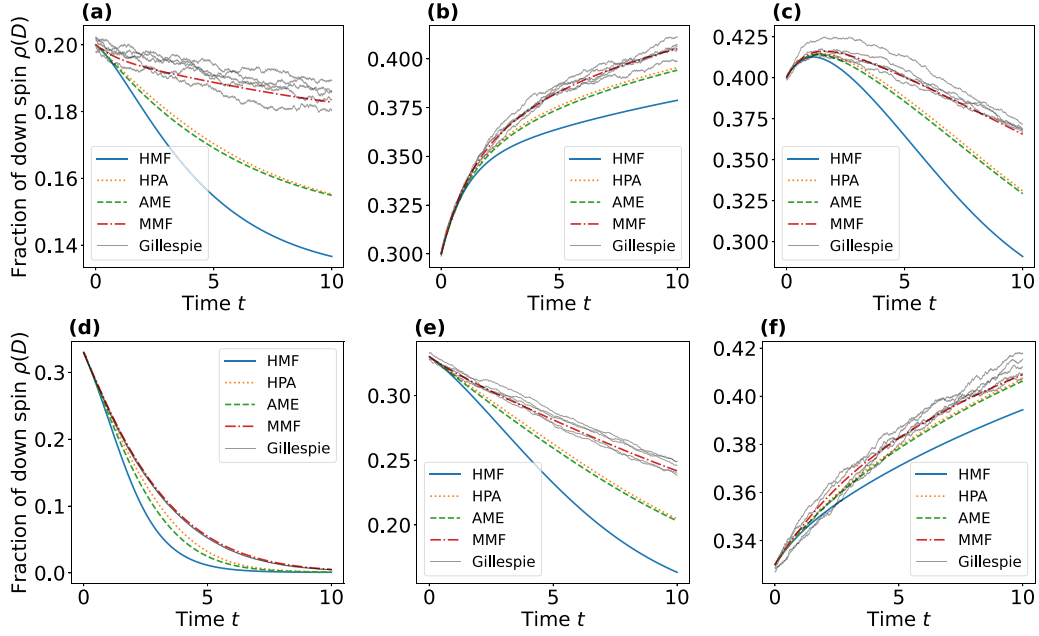 (a)
Fraction of down spin ρ(D)
0.20
0.18
0.16
0.14
HMF
HPA
AME
MMF
Gillespie
0
5
10
Time t
(b)
0.400
0.375
0.350
0.325
0.300
HMF
HPA
AME
MMF
Gillespie
0
5
10
Time t
(c)
0.425
0.400
0.375
0.350
0.325
0.300
HMF
HPA
AME
MMF
Gillespie
0
5
10
Time t
(d)
Fraction of down spin ρ(D)
0.3
0.2
0.1
0.0
HMF
HPA
AME
MMF
Gillespie
0
5
10
Time t
(e)
0.30
0.25
0.20
HMF
HPA
AME
MMF
Gillespie
0
5
10
Time t
(f)
0.42
0.40
0.38
0.36
0.34
HMF
HPA
AME
MMF
Gillespie
0
5
10
Time t